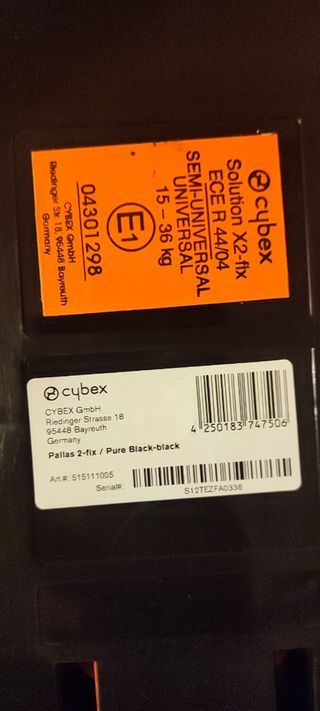 cybex
Solution X2-fix
ECE R 44/04
SEMI-UNIVERSAL
UNIVERSAL
15 – 36 kg
E1
04301298
CYBEX GmbH
Riedinger Str. 18, 95448 Bayreuth
Germany
cybex
CYBEX GmbH
Riedinger Strasse 18
95448 Bayreuth
Germany
4 250183 747506
Pallas 2-fix / Pure Black-black
Art.#: 515111005
Serial#:
S12TEZFA0338